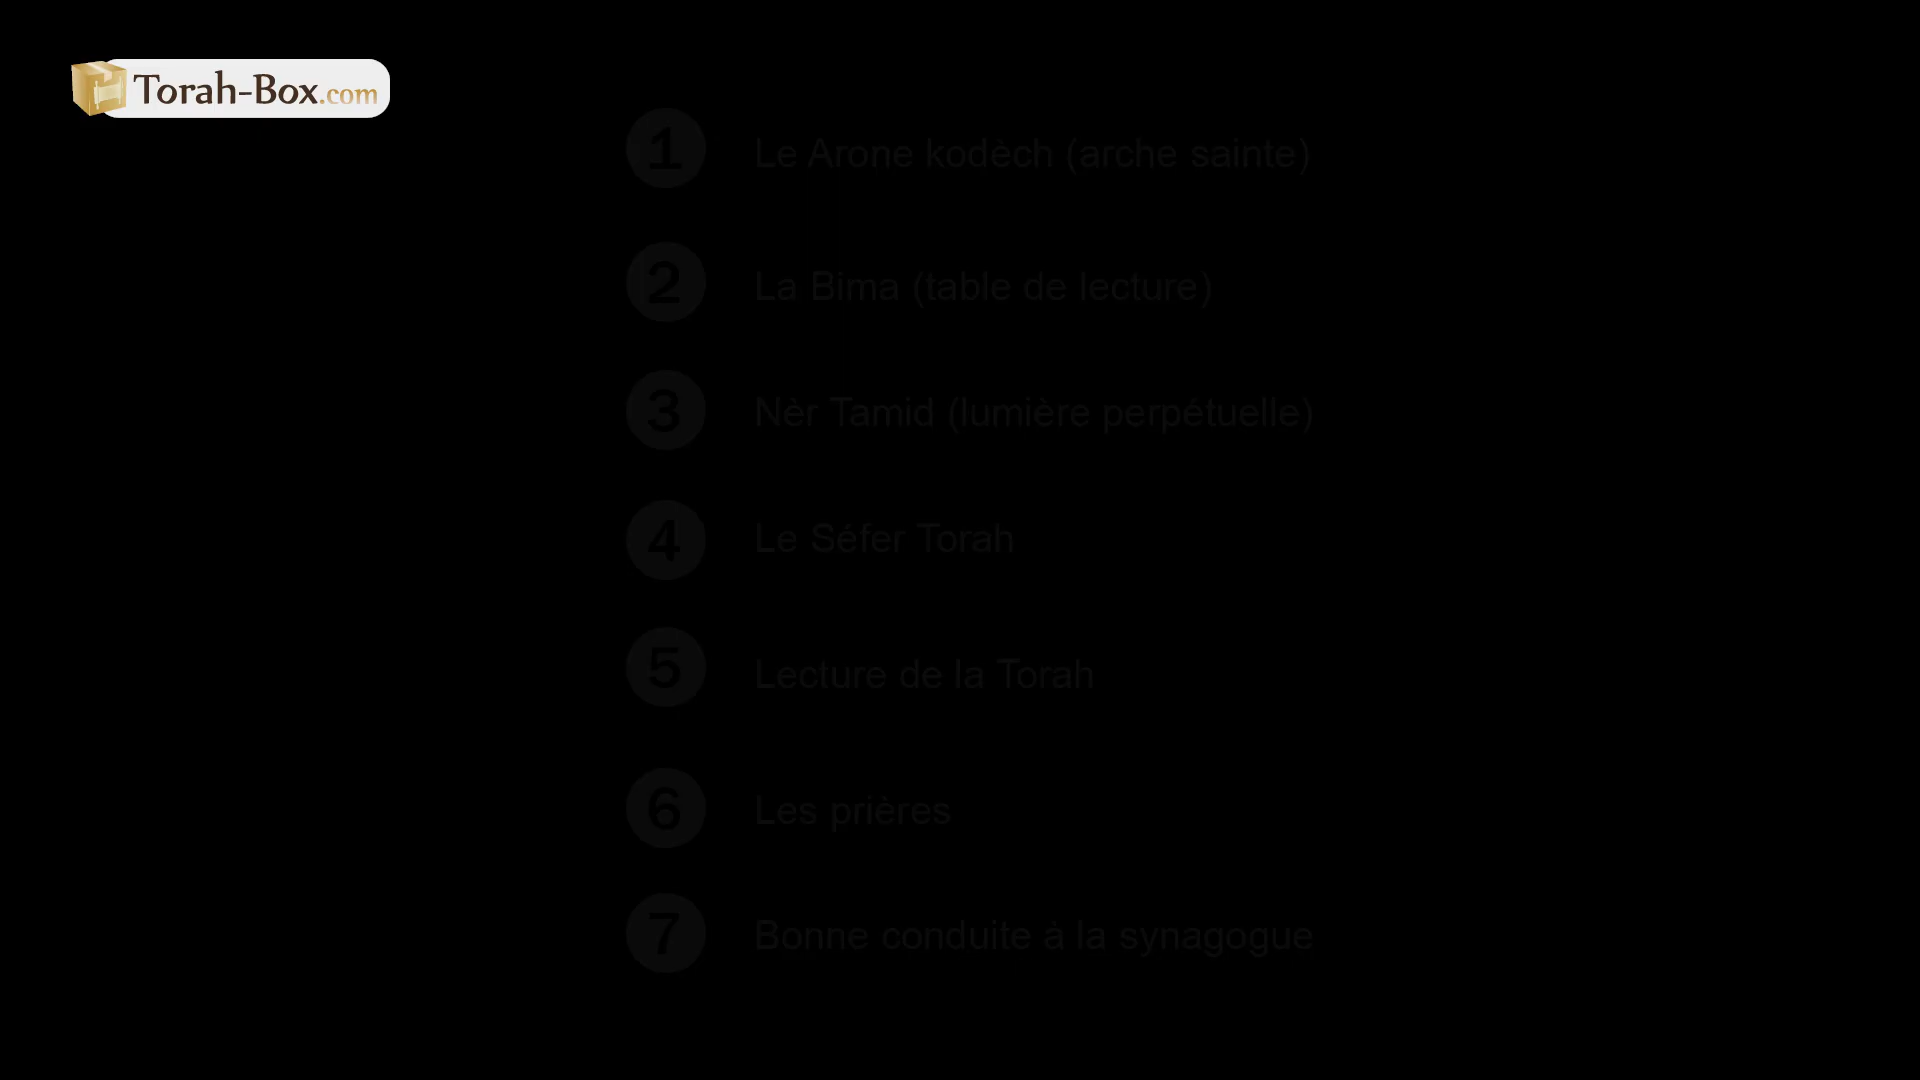 Torah-Box.com
1 Le Arone kodèch (arche sainte)
2 La Bima (table de lecture)
3 Nèr Tamid (lumière perpétuelle)
4 Le Séfer Torah
5 Lecture de la Torah
6 Les prières
7 Bonne conduite à la synagogue